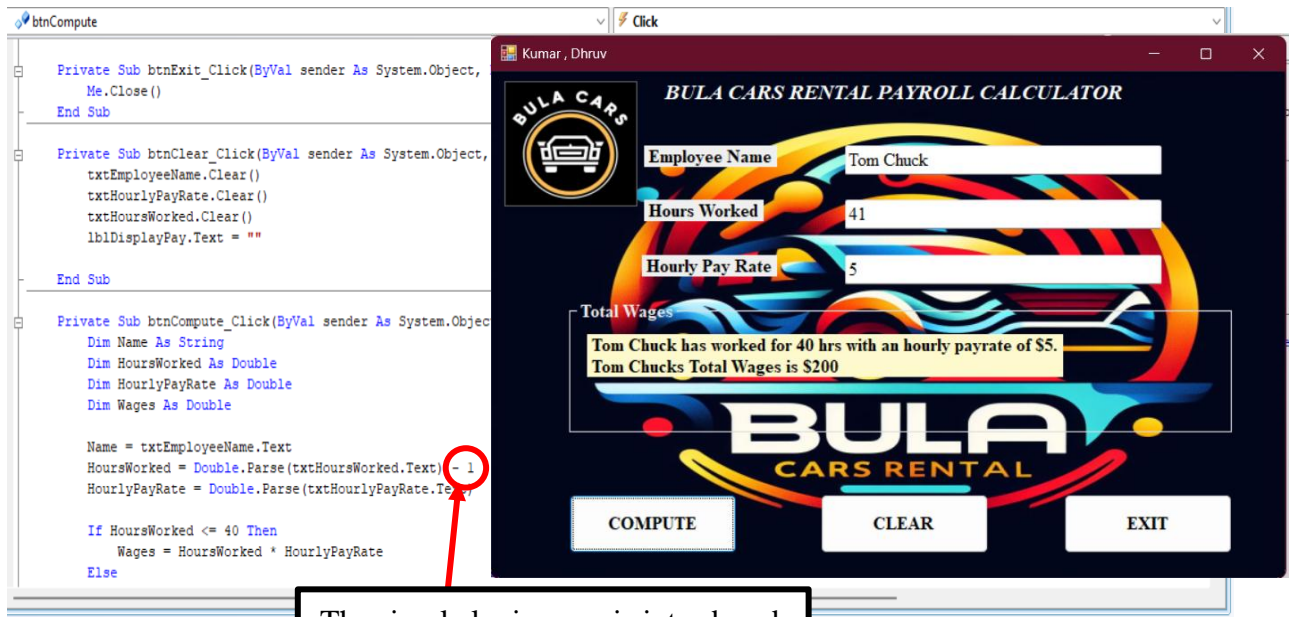 btnCompute
Click
Private Sub btnExit_Click(ByVal sender As System.Object,
Me.Close()
End Sub
Private Sub btnClear_Click(ByVal sender As System.Object,
txtEmployeeName.Clear()
txtHourlyPayRate.Clear()
txtHoursWorked.Clear()
lblDisplayPay.Text = ""
End Sub
Private Sub btnCompute_Click(ByVal sender As System.Objec
Dim Name As String
Dim HoursWorked As Double
Dim HourlyPayRate As Double
Dim Wages As Double
Name = txtEmployeeName.Text
HoursWorked = Double.Parse(txtHoursWorked.Text) - 1
HourlyPayRate = Double.Parse(txtHourlyPayRate.Text)
If HoursWorked <= 40 Then
Wages = HoursWorked * HourlyPayRate
Else
Kumar , Dhruv
BULA CARS
BULA CARS RENTAL PAYROLL CALCULATOR
Employee Name
Tom Chuck
Hours Worked
41
Hourly Pay Rate
5
Total Wages
Tom Chuck has worked for 40 hrs with an hourly payrate of $5.
Tom Chucks Total Wages is $200
BULA
CARS RENTAL
COMPUTE
CLEAR
EXIT